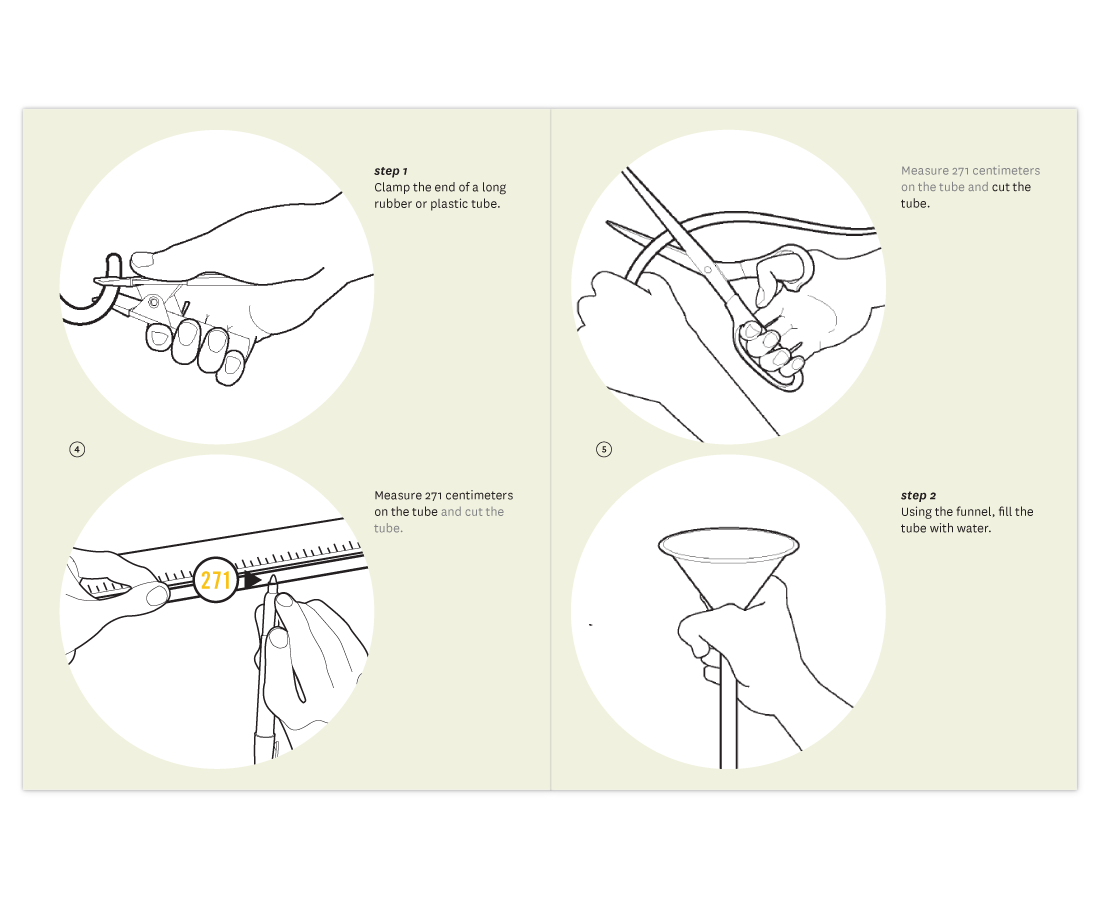 step 1
Clamp the end of a long
rubber or plastic tube.
4
Measure 271 centimeters
on the tube and cut the
tube.
271
Measure 271 centimeters
on the tube and cut the
tube.
5
step 2
Using the funnel, fill the
tube with water.